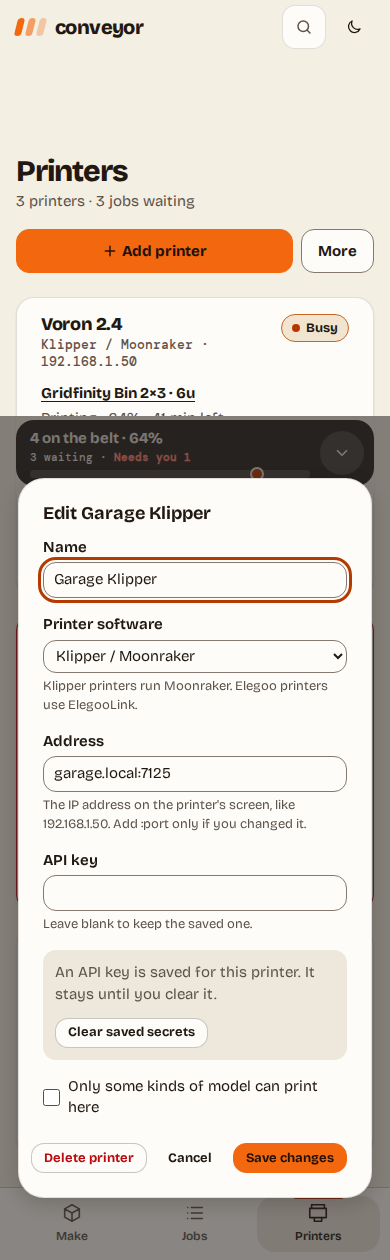 conveyor
Printers
3 printers · 3 jobs waiting
+ Add printer
More
Voron 2.4
Busy
Klipper / Moonraker ·
192.168.1.50
Gridfinity Bin 2×3 · 6u
4 on the belt · 64%
3 waiting · Needs you 1
Edit Garage Klipper
Name
Garage Klipper
Printer software
Klipper / Moonraker
Klipper printers run Moonraker. Elegoo printers
use ElegooLink.
Address
garage.local:7125
The IP address on the printer's screen, like
192.168.1.50. Add :port only if you changed it.
API key
Leave blank to keep the saved one.
An API key is saved for this printer. It
stays until you clear it.
Clear saved secrets
Only some kinds of model can print
here
Delete printer
Cancel
Save changes
Make
Jobs
Printers